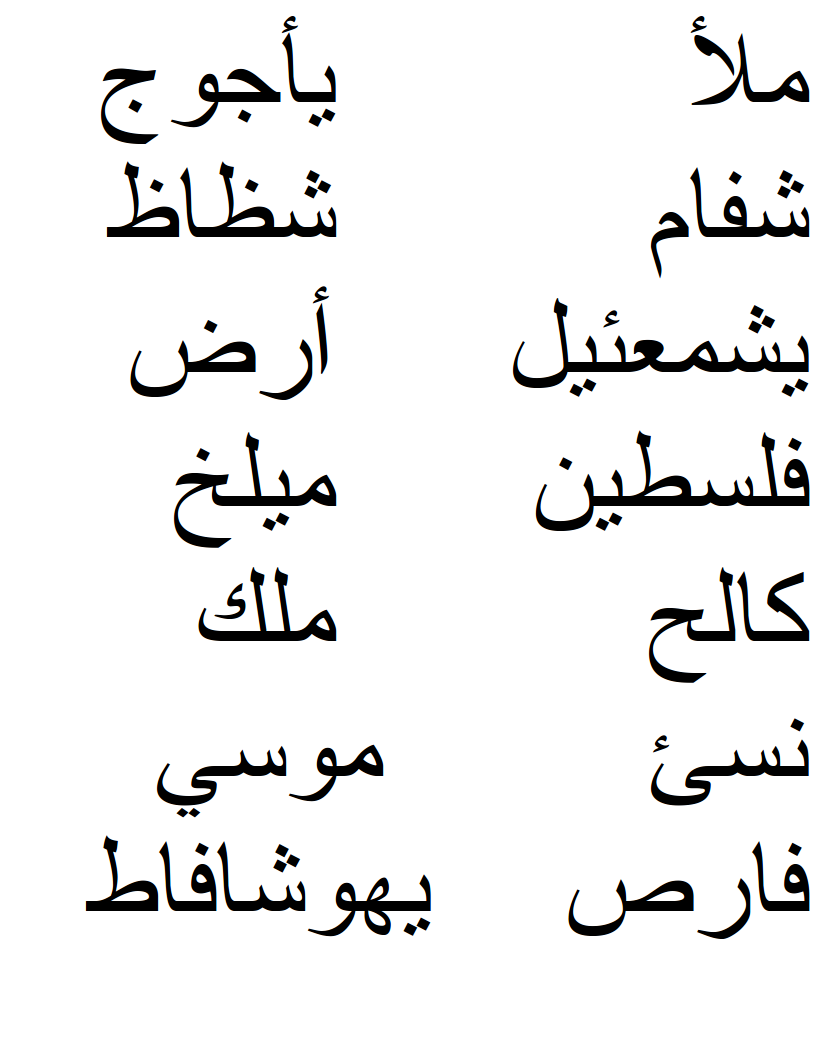 ملأ يأجوج
شفام شظاظ
يشمعئيل أرض
فلسطين ميلخ
كالح ملك
نسئ موسي
فارص يهوشافاط